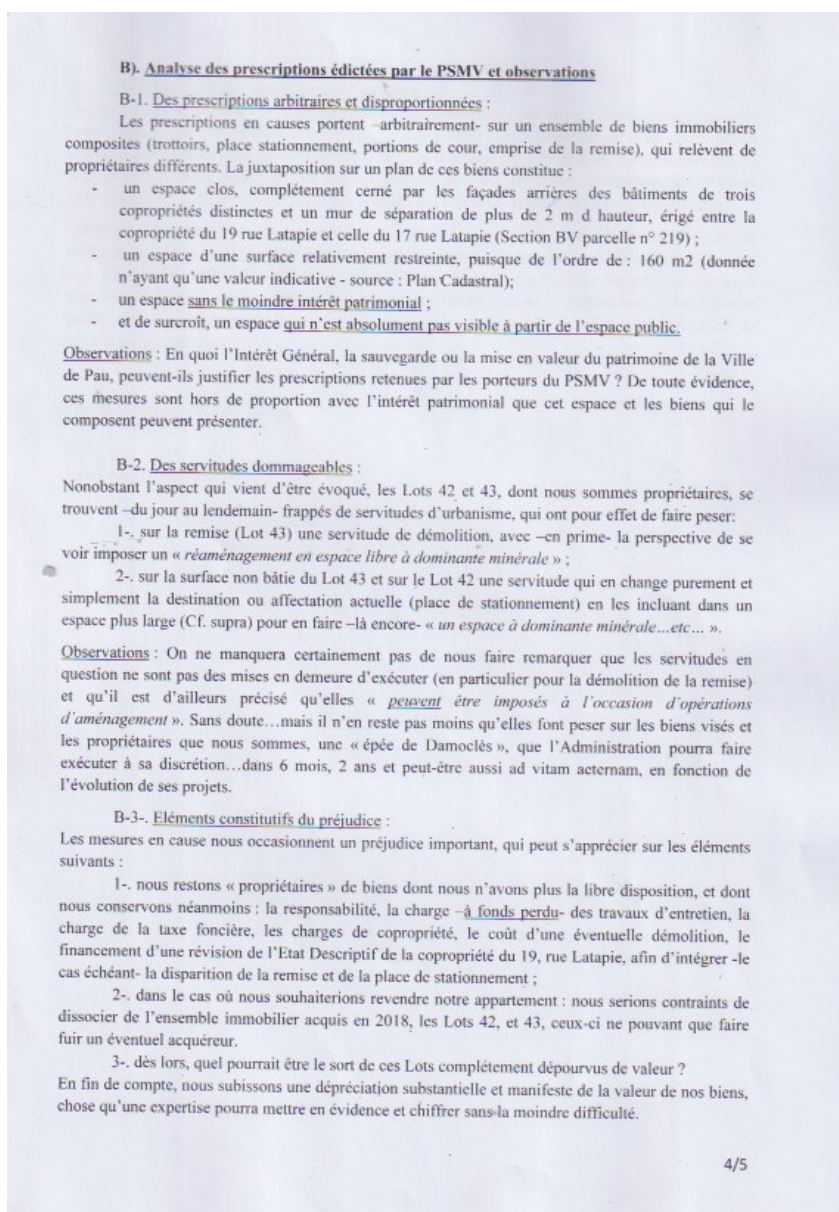 B). Analyse des prescriptions édictées par le PSMV et observations
B-1. Des prescriptions arbitraires et disproportionnées :
Les prescriptions en causes portent –arbitrairement- sur un ensemble de biens immobiliers
composites (trottoirs, place stationnement, portions de cour, emprise de la remise), qui relèvent de
propriétaires différents. La juxtaposition sur un plan de ces biens constitue :
- un espace clos, complétement cerné par les façades arrières des bâtiments de trois
copropriétés distinctes et un mur de séparation de plus de 2 m d hauteur, érigé entre la
copropriété du 19 rue Latapie et celle du 17 rue Latapie (Section BV parcelle n° 219) ;
- un espace d'une surface relativement restreinte, puisque de l'ordre de : 160 m2 (donnée
n'ayant qu'une valeur indicative - source : Plan Cadastral);
- un espace sans le moindre intérêt patrimonial ;
- et de surcroît, un espace qui n'est absolument pas visible à partir de l'espace public.
Observations : En quoi l'Intérêt Général, la sauvegarde ou la mise en valeur du patrimoine de la Ville
de Pau, peuvent-ils justifier les prescriptions retenues par les porteurs du PSMV ? De toute évidence,
ces mesures sont hors de proportion avec l'intérêt patrimonial que cet espace et les biens qui le
composent peuvent présenter.
B-2. Des servitudes dommageables :
Nonobstant l'aspect qui vient d'être évoqué, les Lots 42 et 43, dont nous sommes propriétaires, se
trouvent –du jour au lendemain- frappés de servitudes d'urbanisme, qui ont pour effet de faire peser:
1-. sur la remise (Lot 43) une servitude de démolition, avec –en prime- la perspective de se
voir imposer un « réaménagement en espace libre à dominante minérale » ;
2-. sur la surface non bâtie du Lot 43 et sur le Lot 42 une servitude qui en change purement et
simplement la destination ou affectation actuelle (place de stationnement) en les incluant dans un
espace plus large (Cf. supra) pour en faire –là encore- « un espace à dominante minérale…etc… ».
Observations : On ne manquera certainement pas de nous faire remarquer que les servitudes en
question ne sont pas des mises en demeure d'exécuter (en particulier pour la démolition de la remise)
et qu'il est d'ailleurs précisé qu'elles « peuvent être imposés à l'occasion d'opérations
d'aménagement ». Sans doute…mais il n'en reste pas moins qu'elles font peser sur les biens visés et
les propriétaires que nous sommes, une « épée de Damoclès », que l'Administration pourra faire
exécuter à sa discrétion…dans 6 mois, 2 ans et peut-être aussi ad vitam aeternam, en fonction de
l'évolution de ses projets.
B-3-. Eléments constitutifs du préjudice :
Les mesures en cause nous occasionnent un préjudice important, qui peut s'apprécier sur les éléments
suivants :
1-. nous restons « propriétaires » de biens dont nous n'avons plus la libre disposition, et dont
nous conservons néanmoins : la responsabilité, la charge –à fonds perdu- des travaux d'entretien, la
charge de la taxe foncière, les charges de copropriété, le coût d'une éventuelle démolition, le
financement d'une révision de l'Etat Descriptif de la copropriété du 19, rue Latapie, afin d'intégrer -le
cas échéant- la disparition de la remise et de la place de stationnement ;
2-. dans le cas où nous souhaiterions revendre notre appartement : nous serions contraints de
dissocier de l'ensemble immobilier acquis en 2018, les Lots 42, et 43, ceux-ci ne pouvant que faire
fuir un éventuel acquéreur.
3-. dès lors, quel pourrait être le sort de ces Lots complétement dépourvus de valeur ?
En fin de compte, nous subissons une dépréciation substantielle et manifeste de la valeur de nos biens,
chose qu'une expertise pourra mettre en évidence et chiffrer sans la moindre difficulté.
4/5